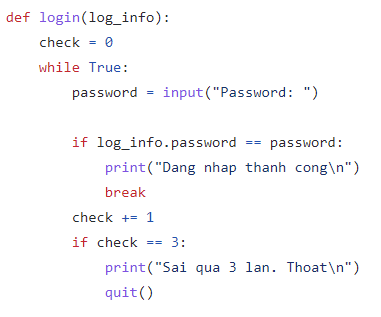 def login(log_info):
    check = 0
    while True:
        password = input("Password: ")

        if log_info.password == password:
            print("Dang nhap thanh cong\n")
            break
        check += 1
        if check == 3:
            print("Sai qua 3 lan. Thoat\n")
            quit()